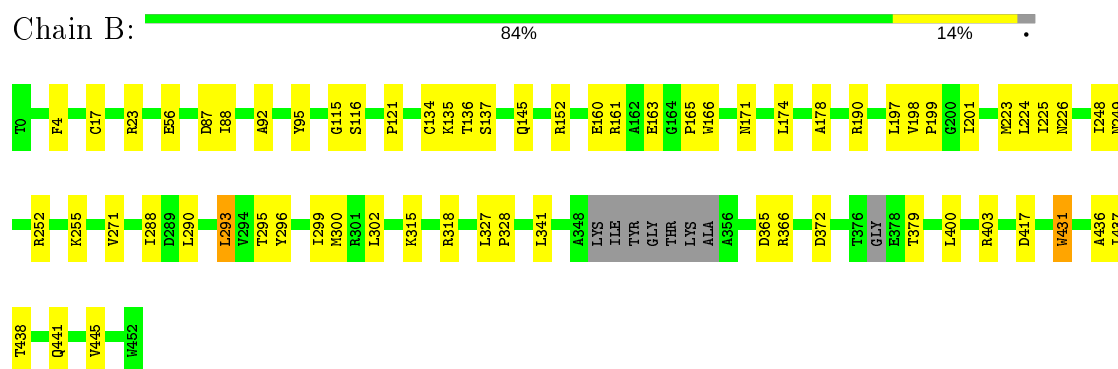 Chain B:
84% 14% •
T0 F4 C17 R23 E56 D87 I88 A92 Y95 G115 S116 P121 C134 K135 T136 S137 Q145 R152 E160 R161 A162 E163 G164 P165 W166 N171 L174 A178 R190 L197 V198 P199 G200 I201 M223 L224 I225 N226 I248 N249
R252 K255 V271 I288 D289 L290 L293 V294 T295 Y296 I299 M300 R301 L302 K315 R318 L327 P328 L341 A348 LYS ILE TYR GLY THR LYS ALA A356 D365 R366 D372 T376 GLY E378 T379 L400 R403 D417 W431 A436 I437
T438 Q441 V445 W452